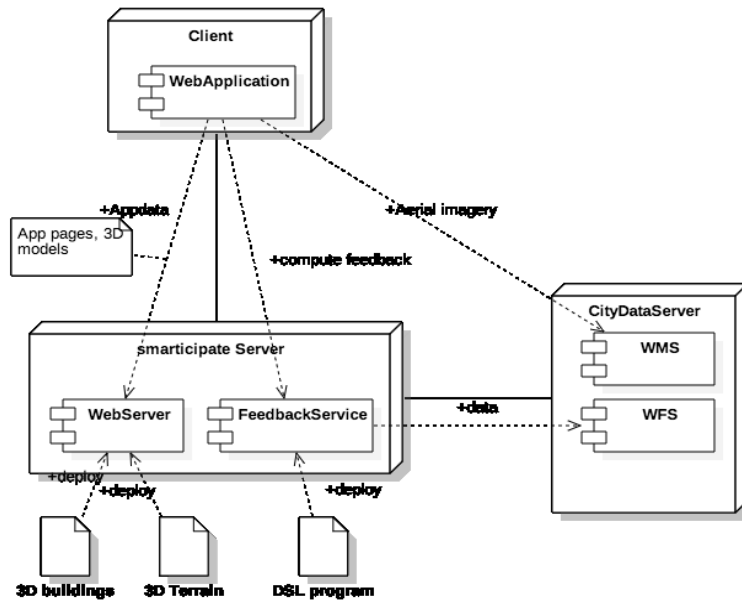 Client
WebApplication
+Appdata
+Aerial imagery
App pages, 3D
models
+compute feedback
CityDataServer
smarticipate Server
WMS
WebServer
FeedbackService
+data
WFS
+deploy
+deploy
+deploy
3D buildings
3D Terrain
DSL program